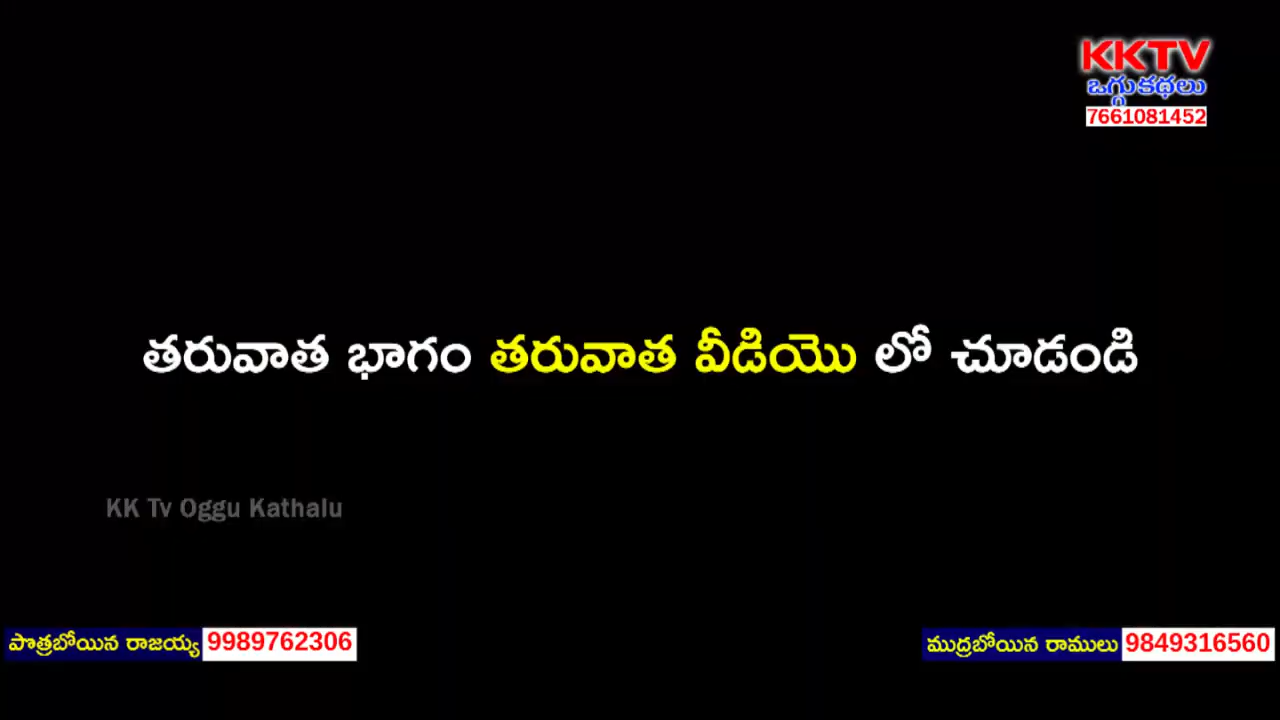 KKTV
ఒగ్గుకథలు
7661081452
తరువాత భాగం తరువాత వీడియొ లో చూడండి
KK Tv Oggu Kathalu
పొత్రబోయిన రాజయ్య 9989762306
ముద్రబోయిన రాములు 9849316560